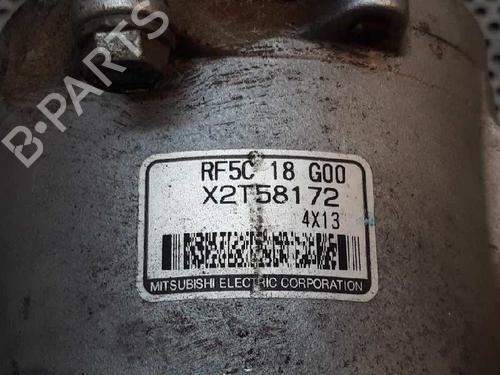 B-PARTS
RF5C 18 G00
X2T58172
4X13
MITSUBISHI ELECTRIC CORPORATION